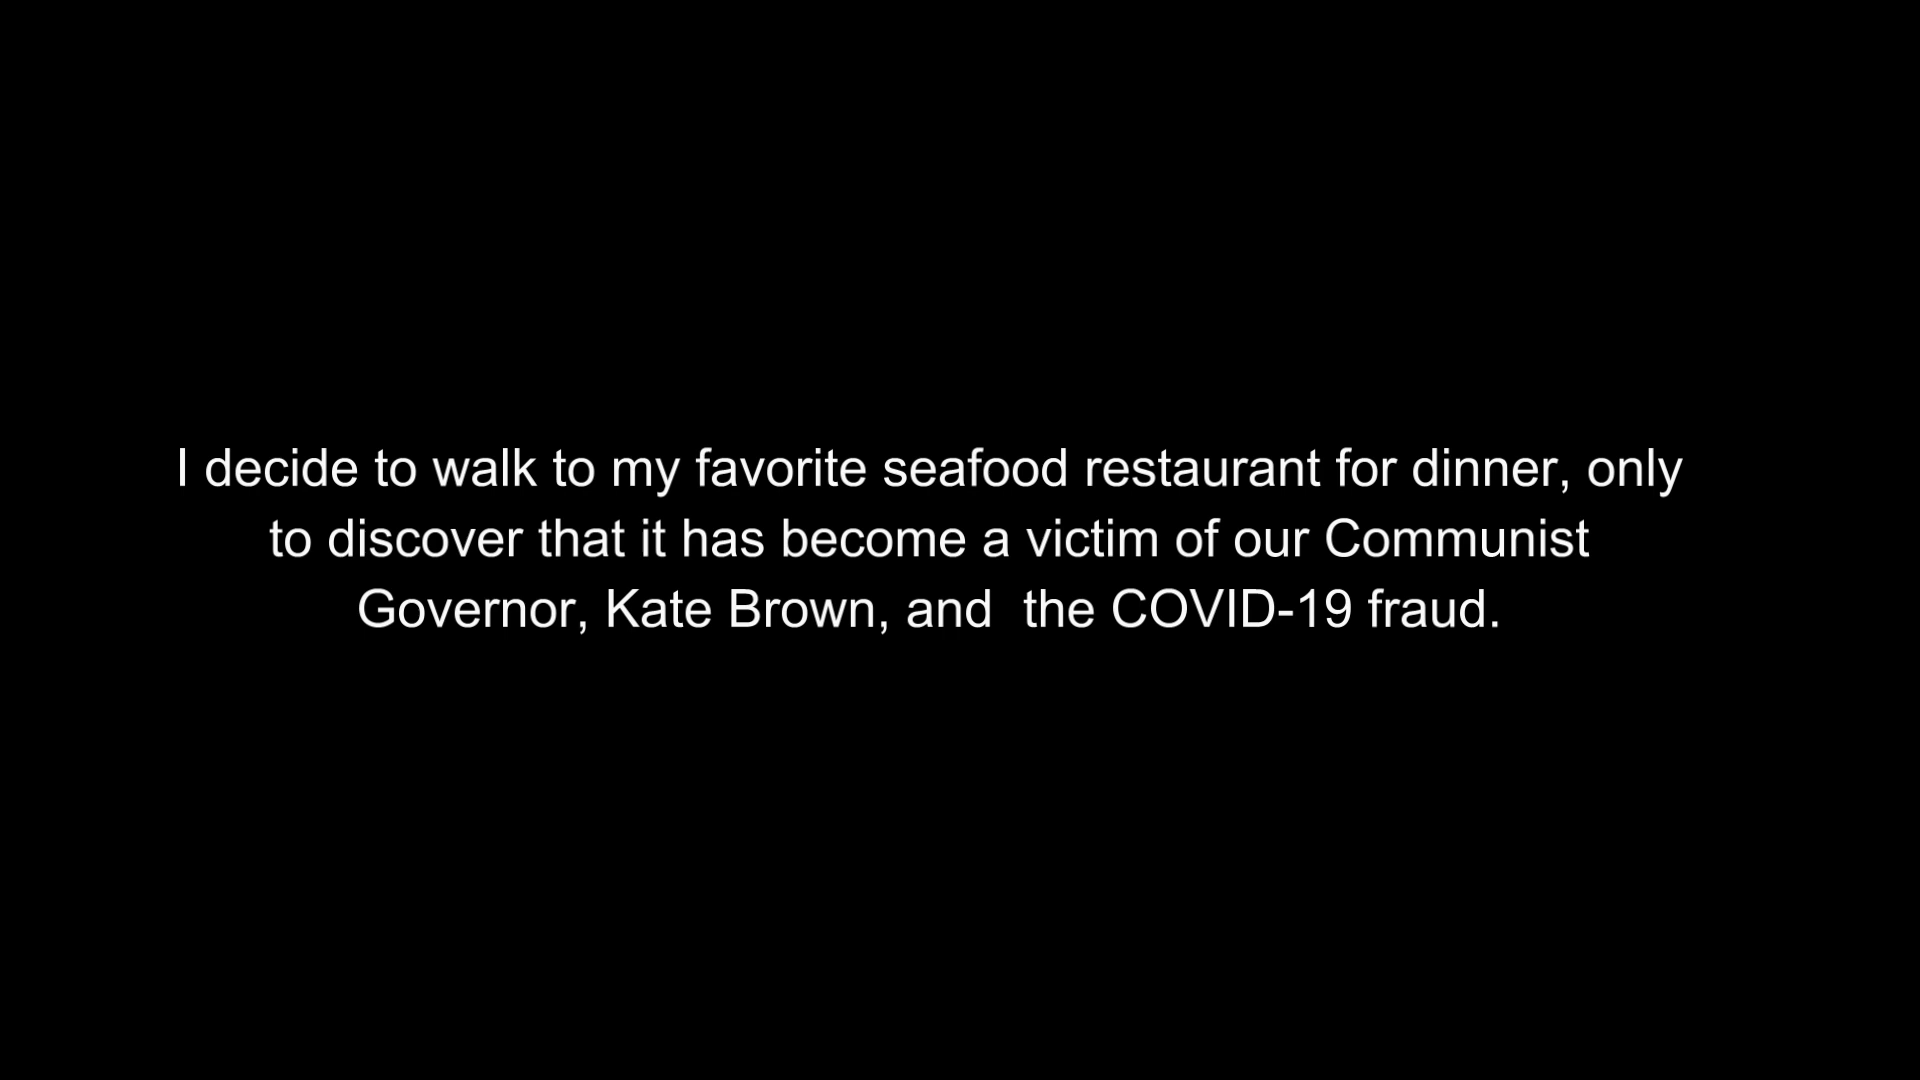 I decide to walk to my favorite seafood restaurant for dinner, only
to discover that it has become a victim of our Communist
Governor, Kate Brown, and  the COVID-19 fraud.